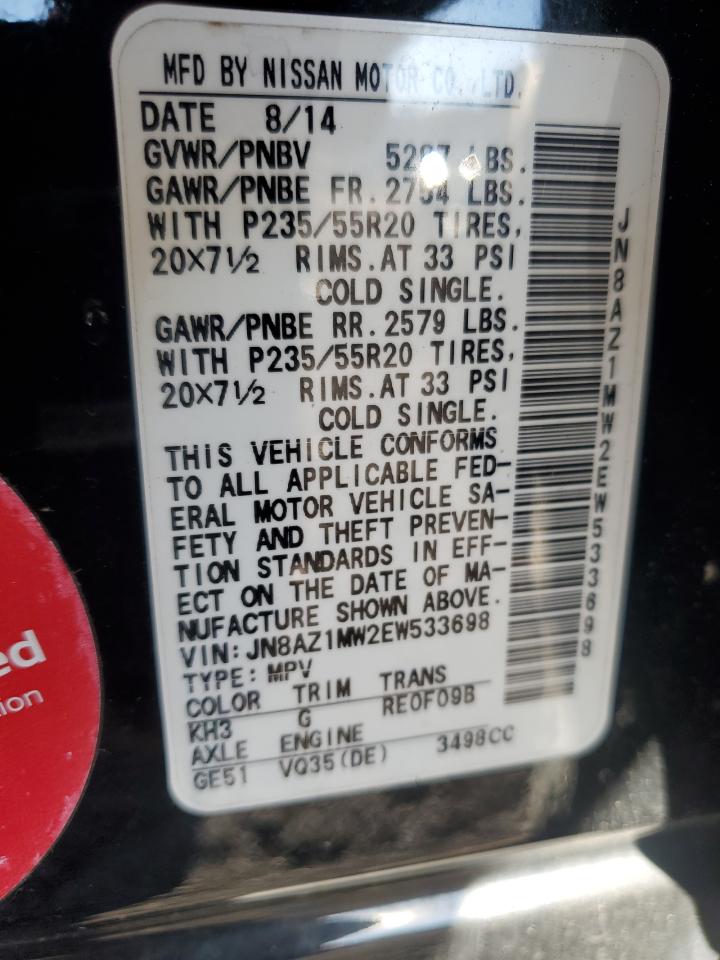 MFD BY NISSAN MOTOR CO., LTD.
DATE 8/14
GVWR/PNBV LBS.
GAWR/PNBE FR. LBS.
WITH P235/55R20 TIRES,
20X7½ RIMS.AT 33 PSI
COLD SINGLE.
GAWR/PNBE RR. 2579 LBS.
WITH P235/55R20 TIRES,
20X7½ RIMS.AT 33 PSI
COLD SINGLE.
THIS VEHICLE CONFORMS
TO ALL APPLICABLE FED-
ERAL MOTOR VEHICLE SA-
FETY AND THEFT PREVEN-
TION STANDARDS IN EFF-
ECT ON THE DATE OF MA-
NUFACTURE SHOWN ABOVE.
VIN:JN8AZ1MW2EW533698
TYPE: MPV
COLOR TRIM TRANS
KH3 G RE0F09B
AXLE ENGINE
GE51 VQ35(DE) 3498CC
JN8AZ1MW2EW533698